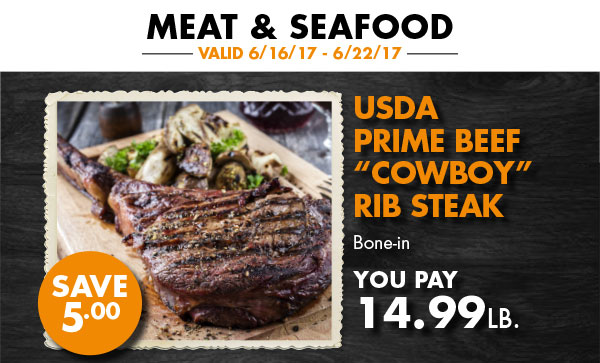 MEAT & SEAFOOD
VALID 6/16/17 - 6/22/17
USDA
PRIME BEEF
“COWBOY”
RIB STEAK
Bone-in
YOU PAY
14.99LB.
SAVE
5.00